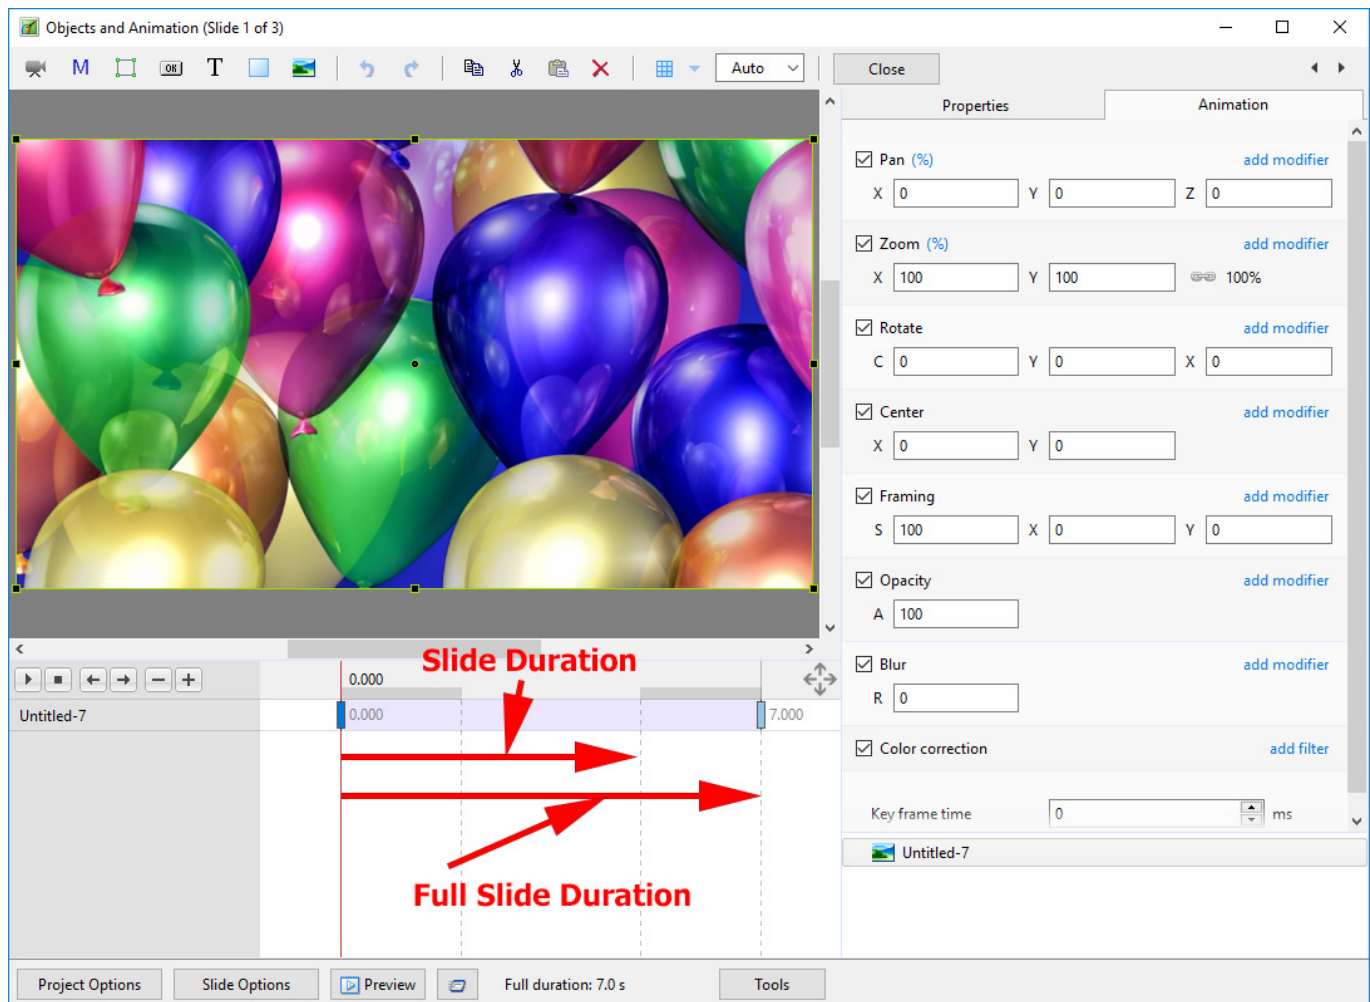 Objects and Animation (Slide 1 of 3)
M OK T Auto Close
Properties Animation
Pan (%) add modifier
X 0 Y 0 Z 0
Zoom (%) add modifier
X 100 Y 100 100%
Rotate add modifier
C 0 Y 0 X 0
Center add modifier
X 0 Y 0
Framing add modifier
S 100 X 0 Y 0
Opacity add modifier
A 100
Blur add modifier
R 0
Color correction add filter
Key frame time 0 ms
Untitled-7
Slide Duration
0.000
Untitled-7 0.000 7.000
Full Slide Duration
Project Options Slide Options Preview Full duration: 7.0 s Tools